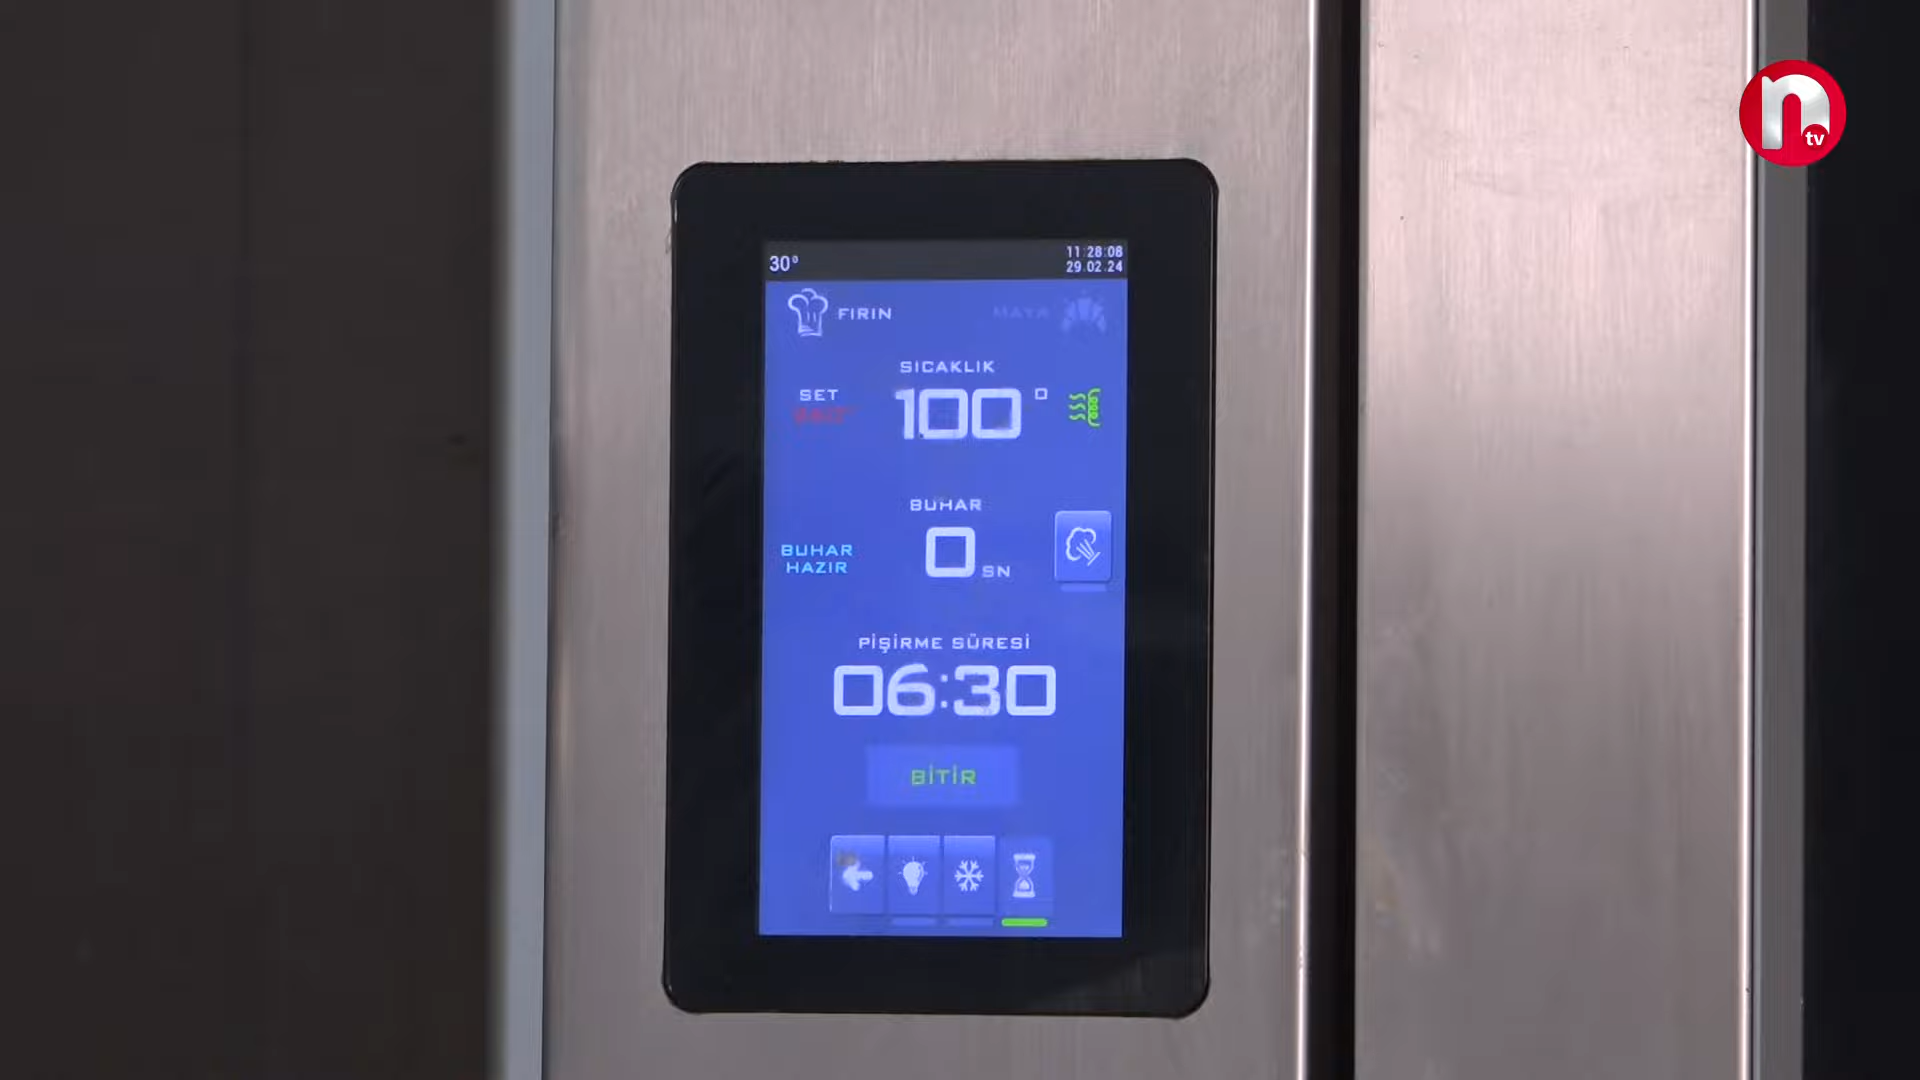 n
tv
30°
11:28:08
29.02.24
FIRIN
MAYA
SICAKLIK
SET
100°
BUHAR
BUHAR
HAZIR
0 SN
PİŞİRME SÜRESİ
06:30
BİTİR